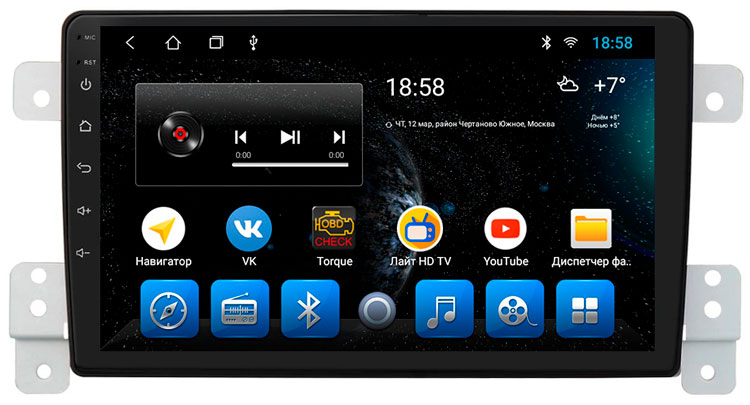 MIC
18:58
RST
18:58
+7°
ЧТ, 12 мар, район Чертаново Южное, Москва
Днём +8°
Ночью +5°
0:00
0:00
OBD
CHECK
Навигатор
VK
Torque
Лайт HD TV
YouTube
Диспетчер фа..